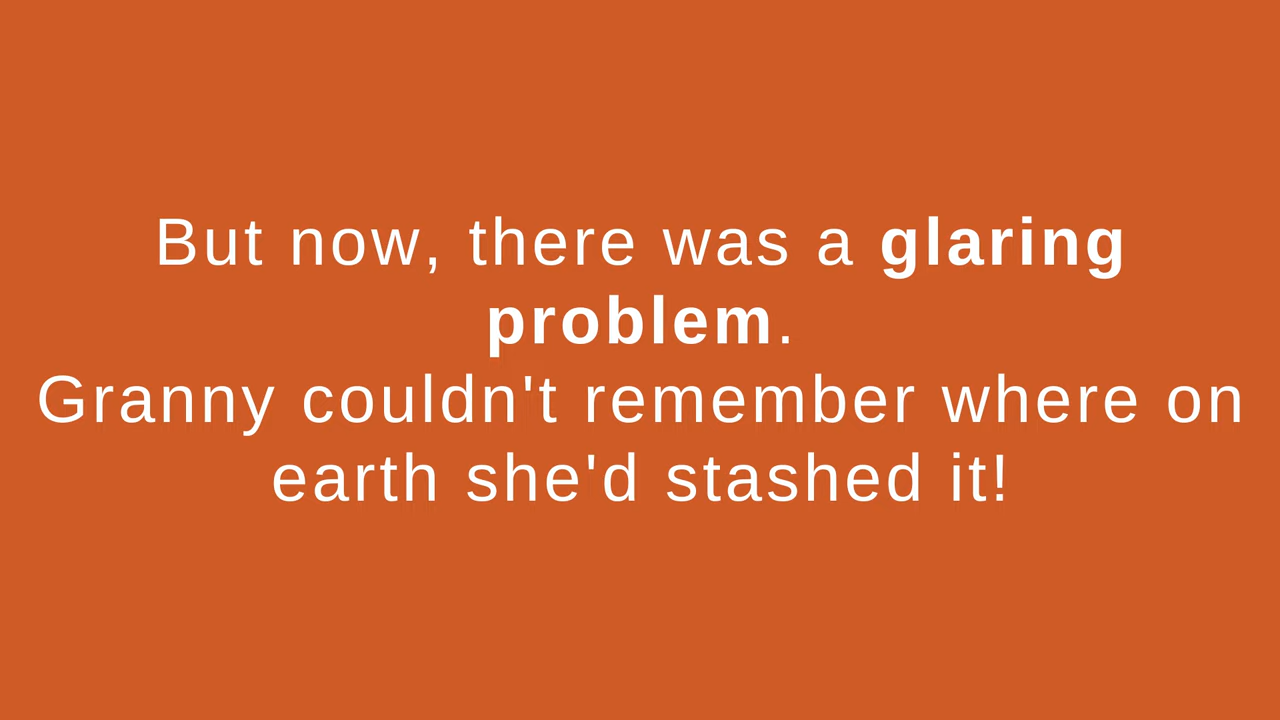 But now, there was a glaring
problem.
Granny couldn't remember where on
earth she'd stashed it!